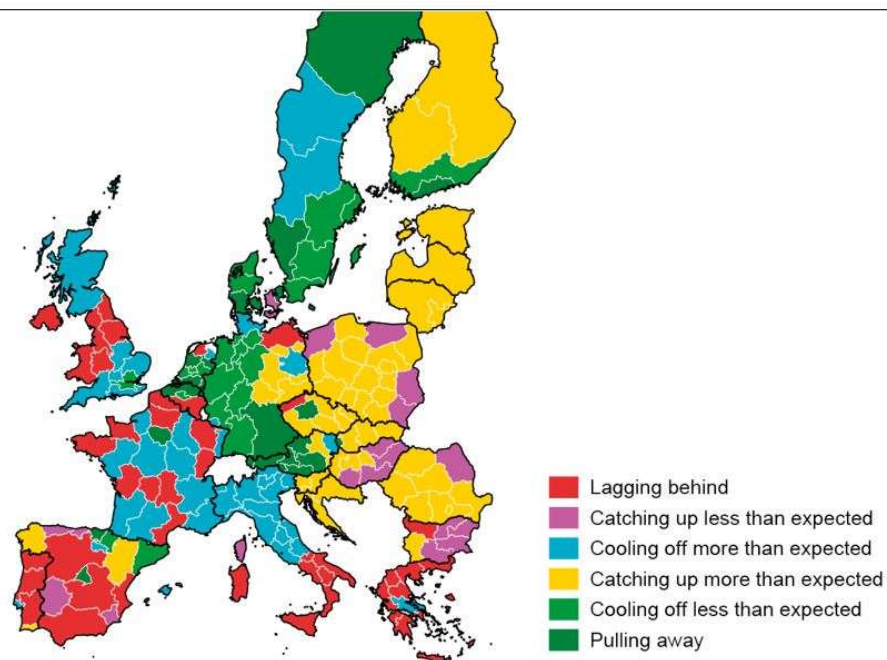 Lagging behind
Catching up less than expected
Cooling off more than expected
Catching up more than expected
Cooling off less than expected
Pulling away